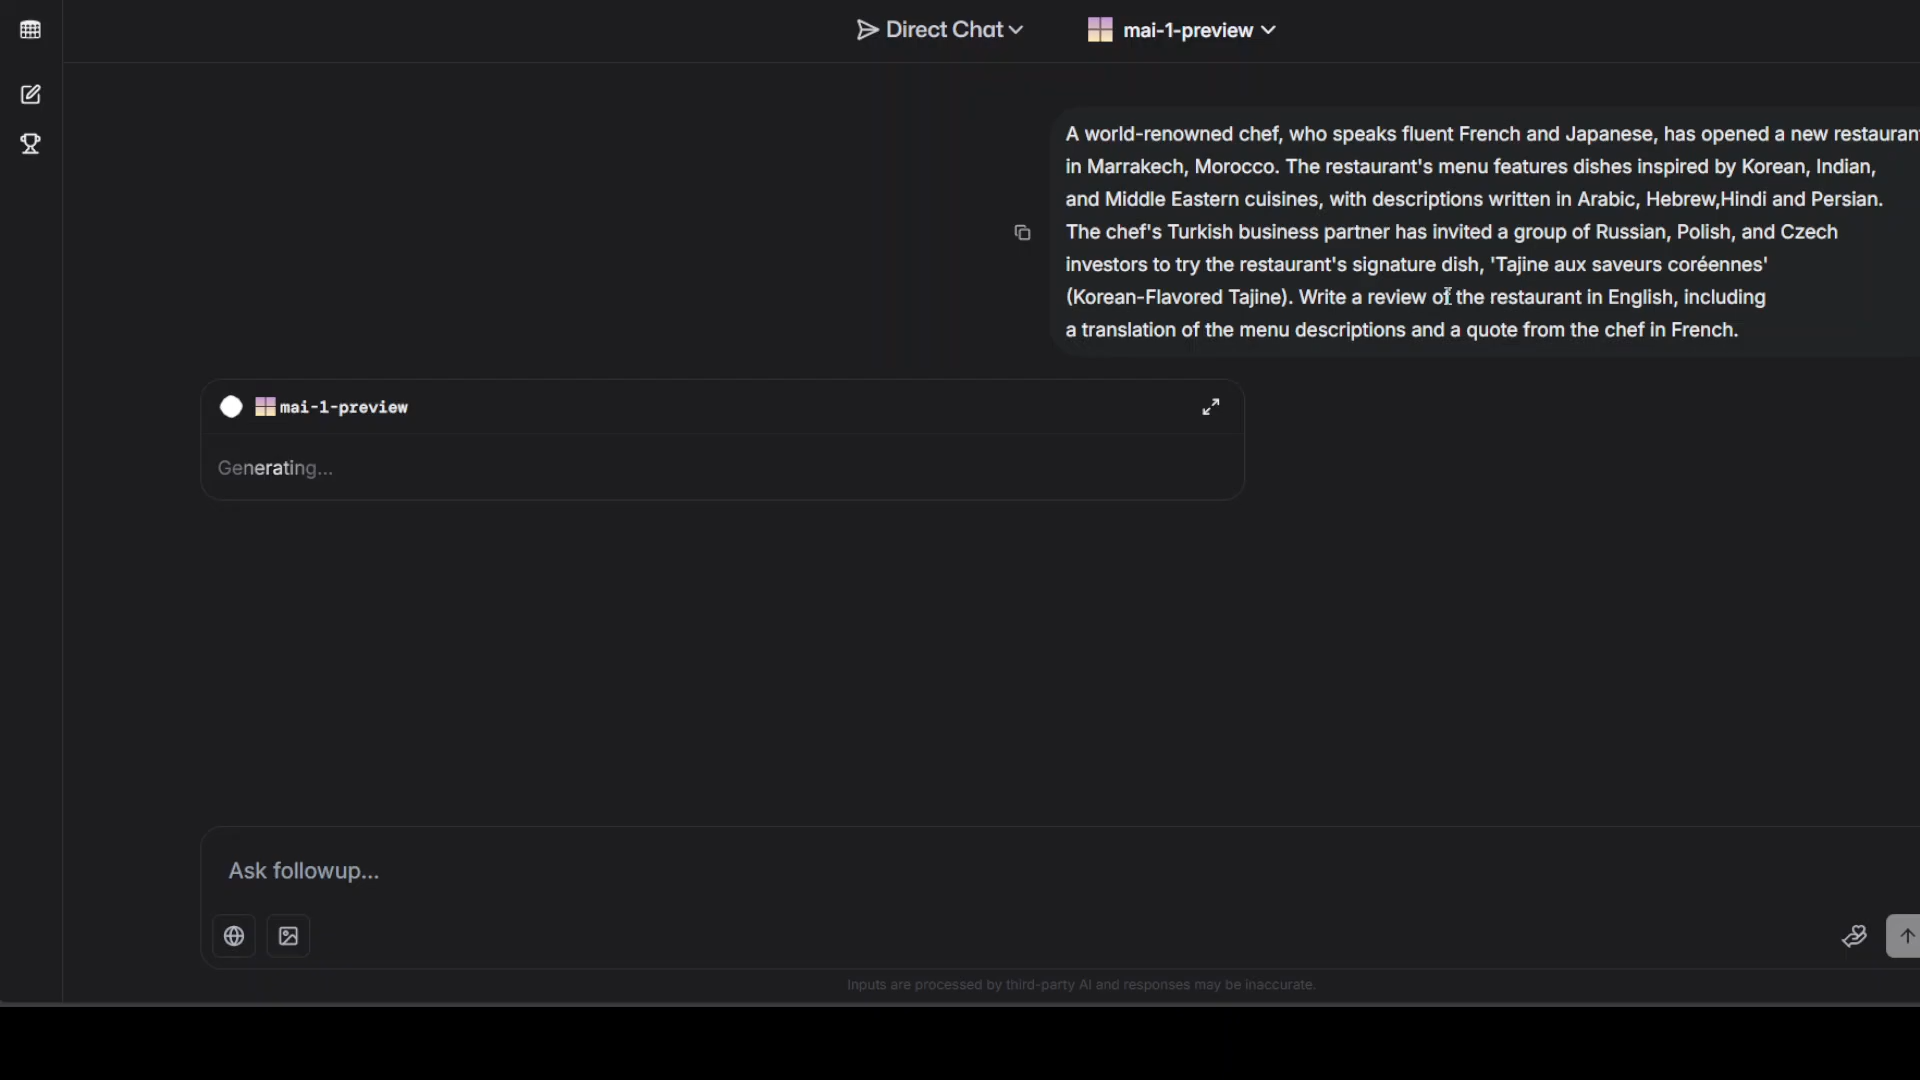 Direct Chat
mai-1-preview
A world-renowned chef, who speaks fluent French and Japanese, has opened a new restaurant
in Marrakech, Morocco. The restaurant's menu features dishes inspired by Korean, Indian,
and Middle Eastern cuisines, with descriptions written in Arabic, Hebrew,Hindi and Persian.
The chef's Turkish business partner has invited a group of Russian, Polish, and Czech
investors to try the restaurant's signature dish, 'Tajine aux saveurs coréennes'
(Korean-Flavored Tajine). Write a review of the restaurant in English, including
a translation of the menu descriptions and a quote from the chef in French.
mai-1-preview
Generating...
Ask followup...
Inputs are processed by third-party AI and responses may be inaccurate.